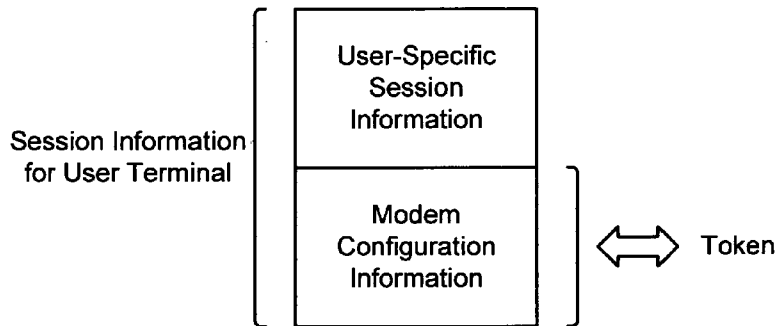 User-Specific
Session
Information
Session Information
for User Terminal
Modem
Configuration
Information
Token